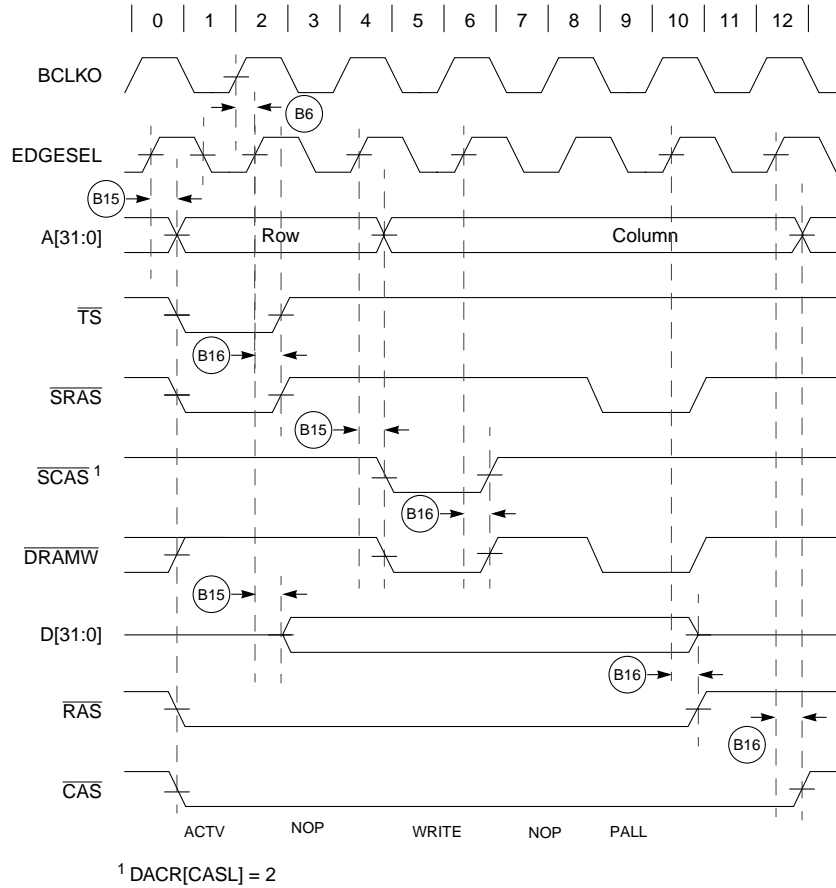 0 1 2 3 4 5 6 7 8 9 10 11 12
BCLKO
B6
EDGESEL
B15
A[31:0] Row Column
TS
B16
SRAS
B15
SCAS 1
B16
DRAMW
B15
D[31:0]
B16
RAS
B16
CAS
ACTV NOP WRITE NOP PALL
1 DACR[CASL] = 2